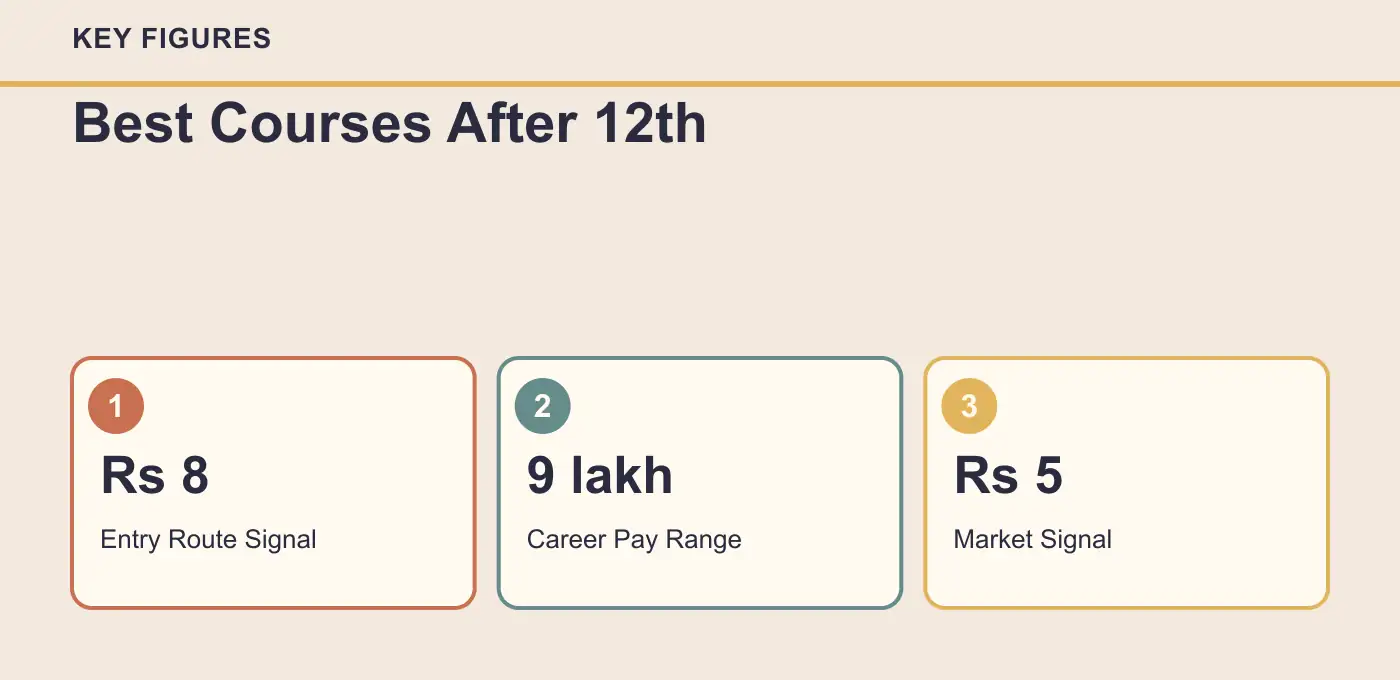 KEY FIGURES
Best Courses After 12th
1
Rs 8
Entry Route Signal
2
9 lakh
Career Pay Range
3
Rs 5
Market Signal